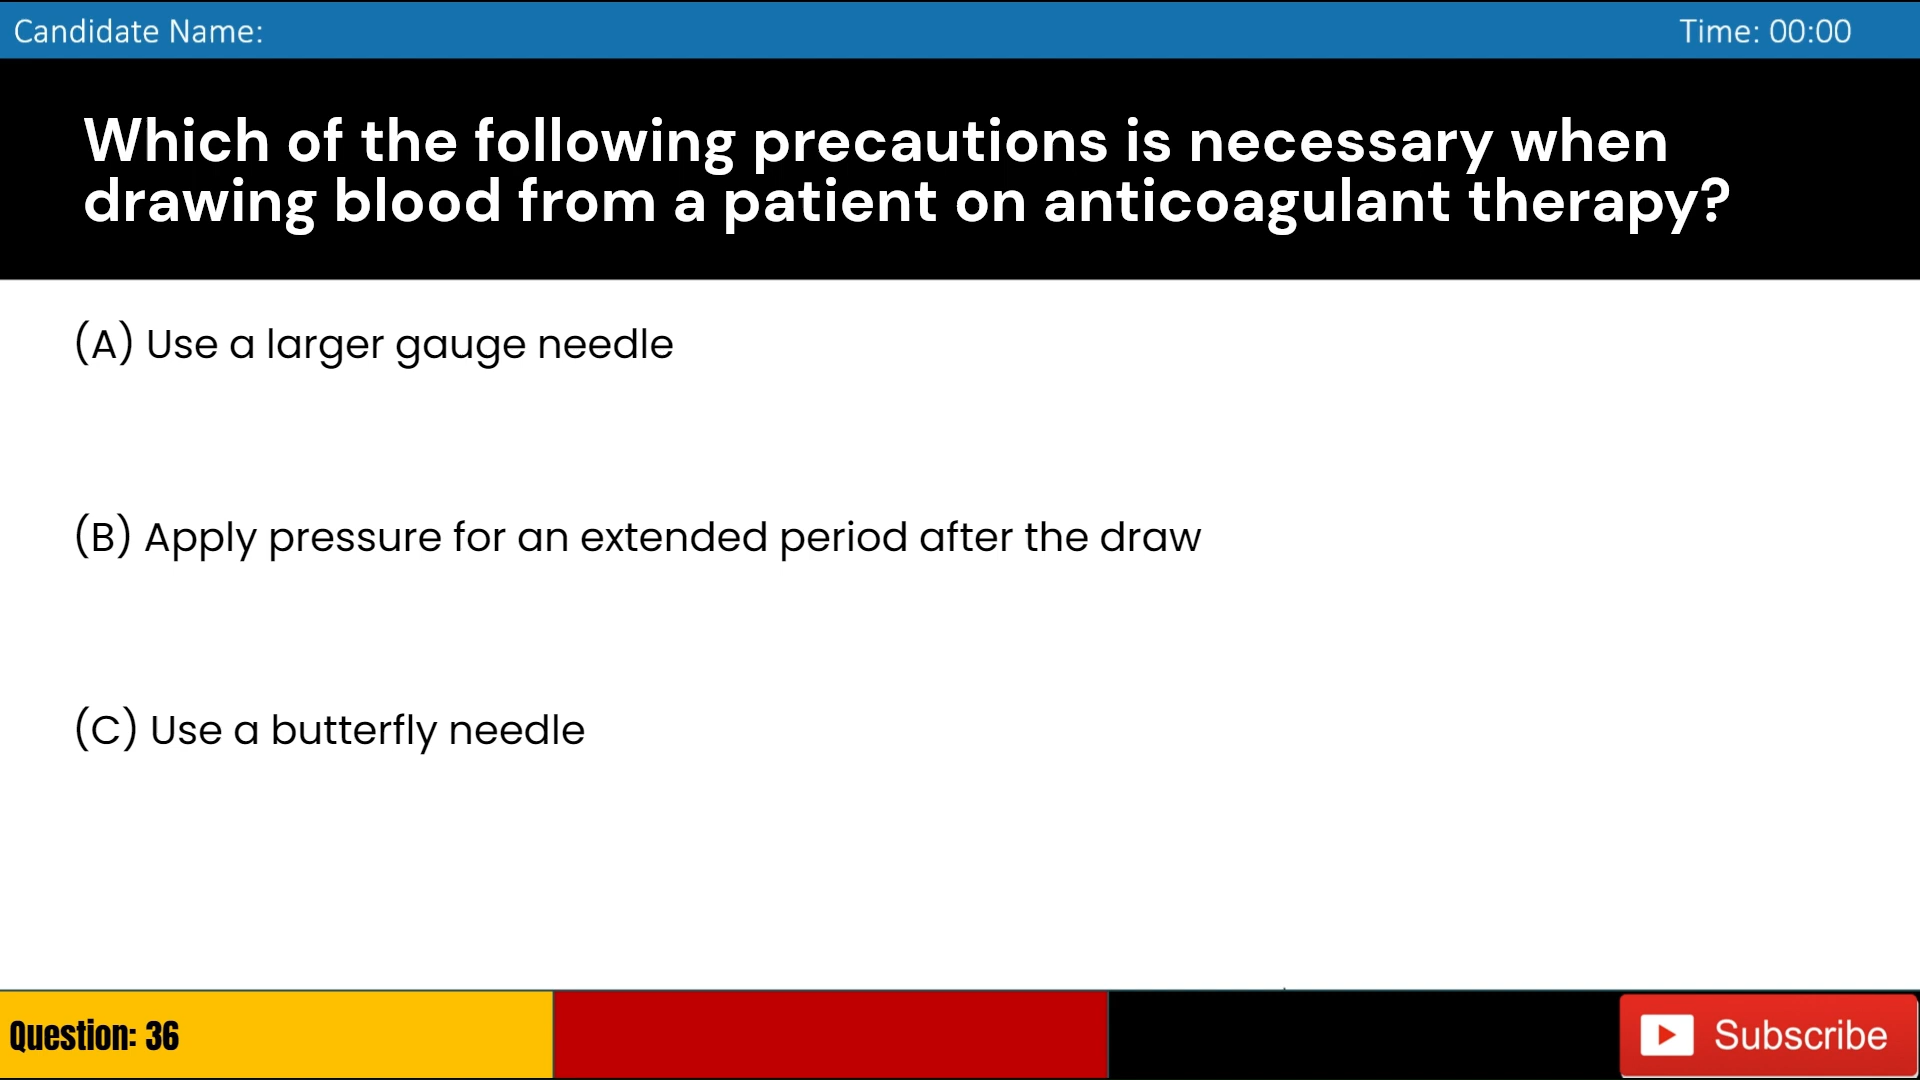 Candidate Name:
Time: 00:00
Which of the following precautions is necessary when
drawing blood from a patient on anticoagulant therapy?
(A) Use a larger gauge needle
(B) Apply pressure for an extended period after the draw
(C) Use a butterfly needle
Question: 36
Subscribe